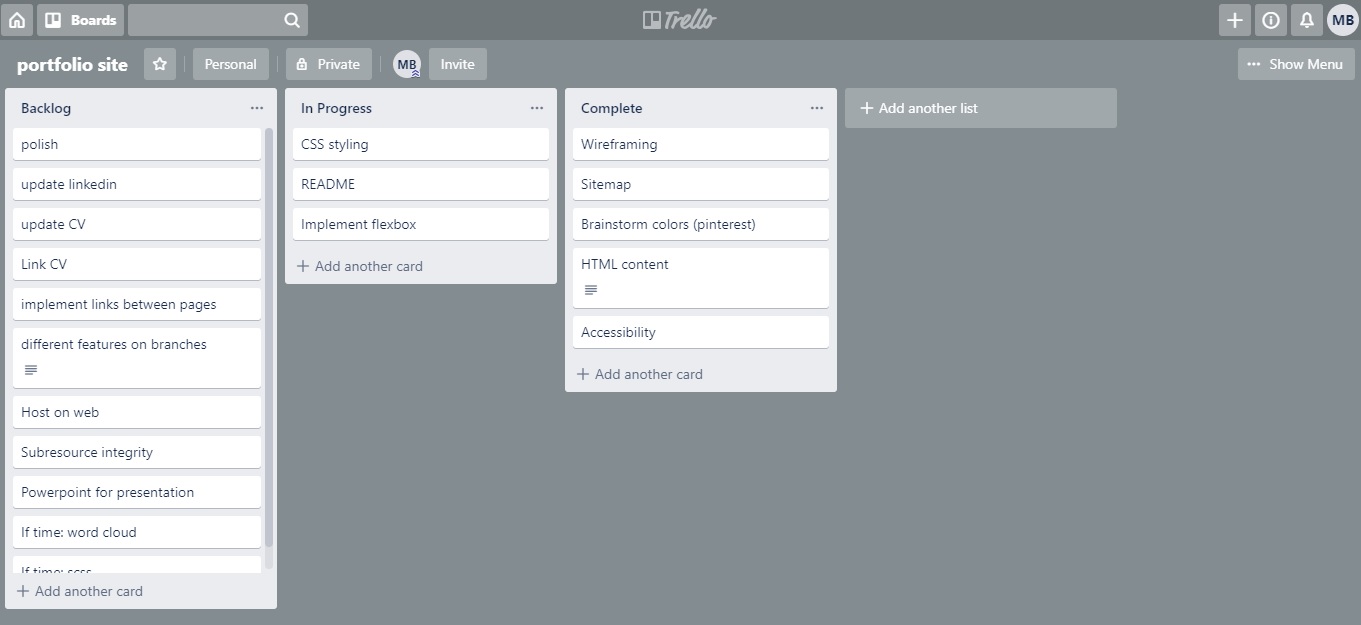 Boards
Trello
MB
portfolio site
Personal
Private
MB
Invite
Show Menu
Backlog
polish
update linkedin
update CV
Link CV
implement links between pages
different features on branches
Host on web
Subresource integrity
Powerpoint for presentation
If time: word cloud
If time: scss
Add another card
In Progress
CSS styling
README
Implement flexbox
Add another card
Complete
Wireframing
Sitemap
Brainstorm colors (pinterest)
HTML content
Accessibility
Add another card
Add another list